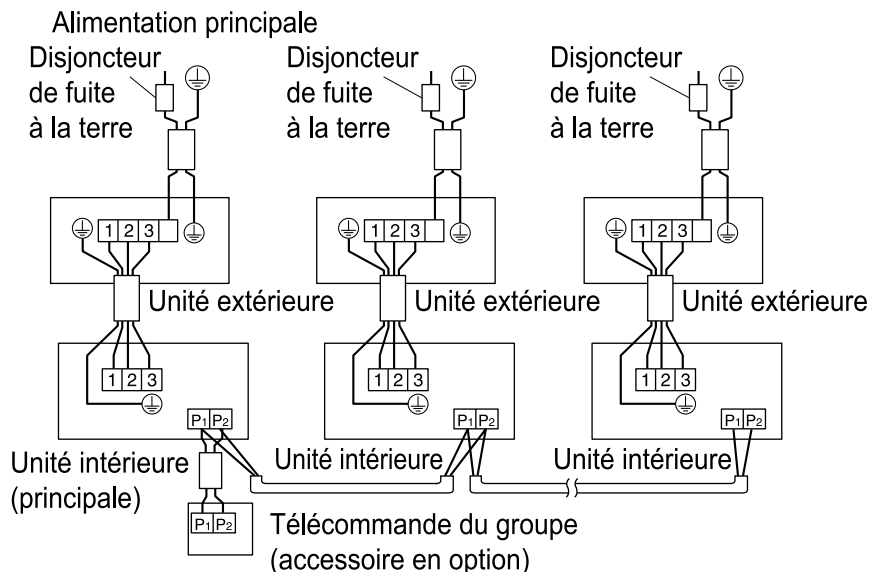 Alimentation principale
Disjoncteur
de fuite
à la terre
Disjoncteur
de fuite
à la terre
Disjoncteur
de fuite
à la terre
1 2 3
1 2 3
1 2 3
Unité extérieure
Unité extérieure
Unité extérieure
1 2 3
1 2 3
1 2 3
P1 P2
P1 P2
P1 P2
Unité intérieure
(principale)
Unité intérieure
Unité intérieure
P1 P2
Télécommande du groupe
(accessoire en option)